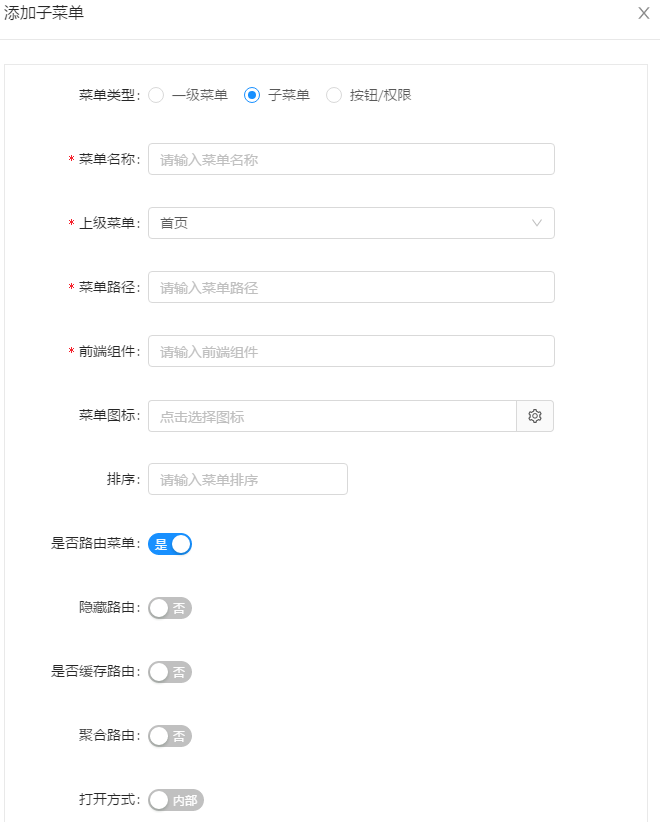 添加子菜单
菜单类型: 一级菜单 子菜单 按钮/权限
* 菜单名称: 请输入菜单名称
* 上级菜单: 首页
* 菜单路径: 请输入菜单路径
* 前端组件: 请输入前端组件
菜单图标: 点击选择图标
排序: 请输入菜单排序
是否路由菜单: 是
隐藏路由: 否
是否缓存路由: 否
聚合路由: 否
打开方式: 内部